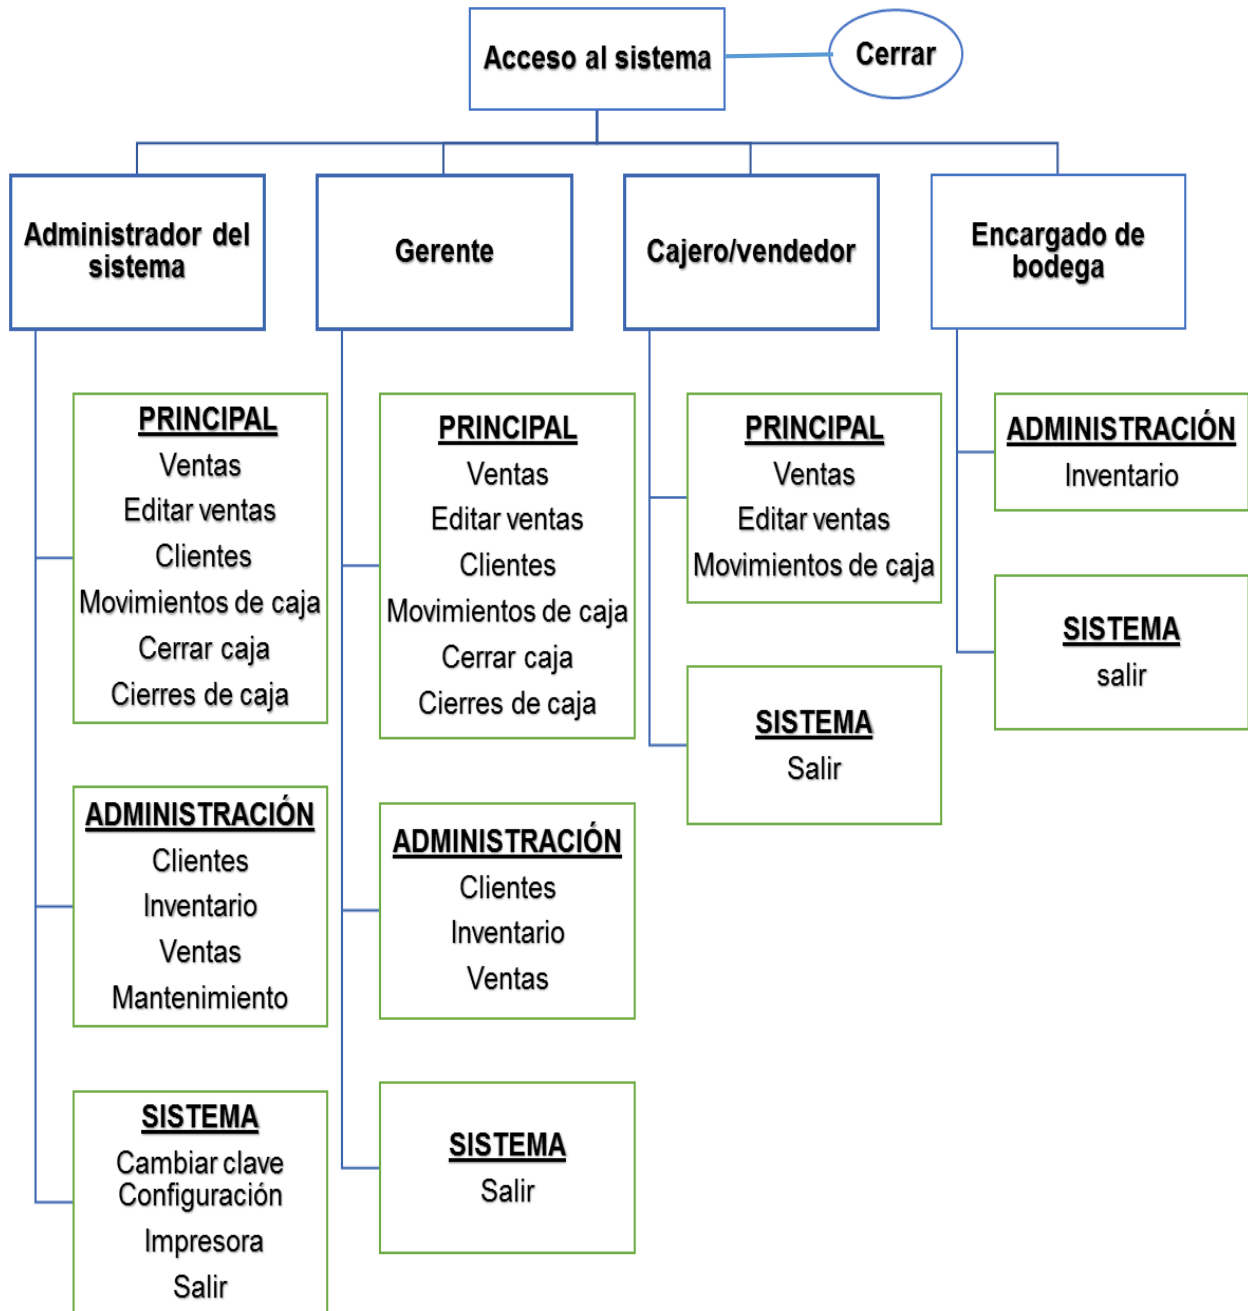 Acceso al sistema
Cerrar
Administrador del
sistema
Gerente
Cajero/vendedor
Encargado de
bodega
PRINCIPAL
Ventas
Editar ventas
Clientes
Movimientos de caja
Cerrar caja
Cierres de caja
ADMINISTRACIÓN
Clientes
Inventario
Ventas
Mantenimiento
SISTEMA
Cambiar clave
Configuración
Impresora
Salir
PRINCIPAL
Ventas
Editar ventas
Clientes
Movimientos de caja
Cerrar caja
Cierres de caja
ADMINISTRACIÓN
Clientes
Inventario
Ventas
SISTEMA
Salir
PRINCIPAL
Ventas
Editar ventas
Movimientos de caja
SISTEMA
Salir
ADMINISTRACIÓN
Inventario
SISTEMA
salir